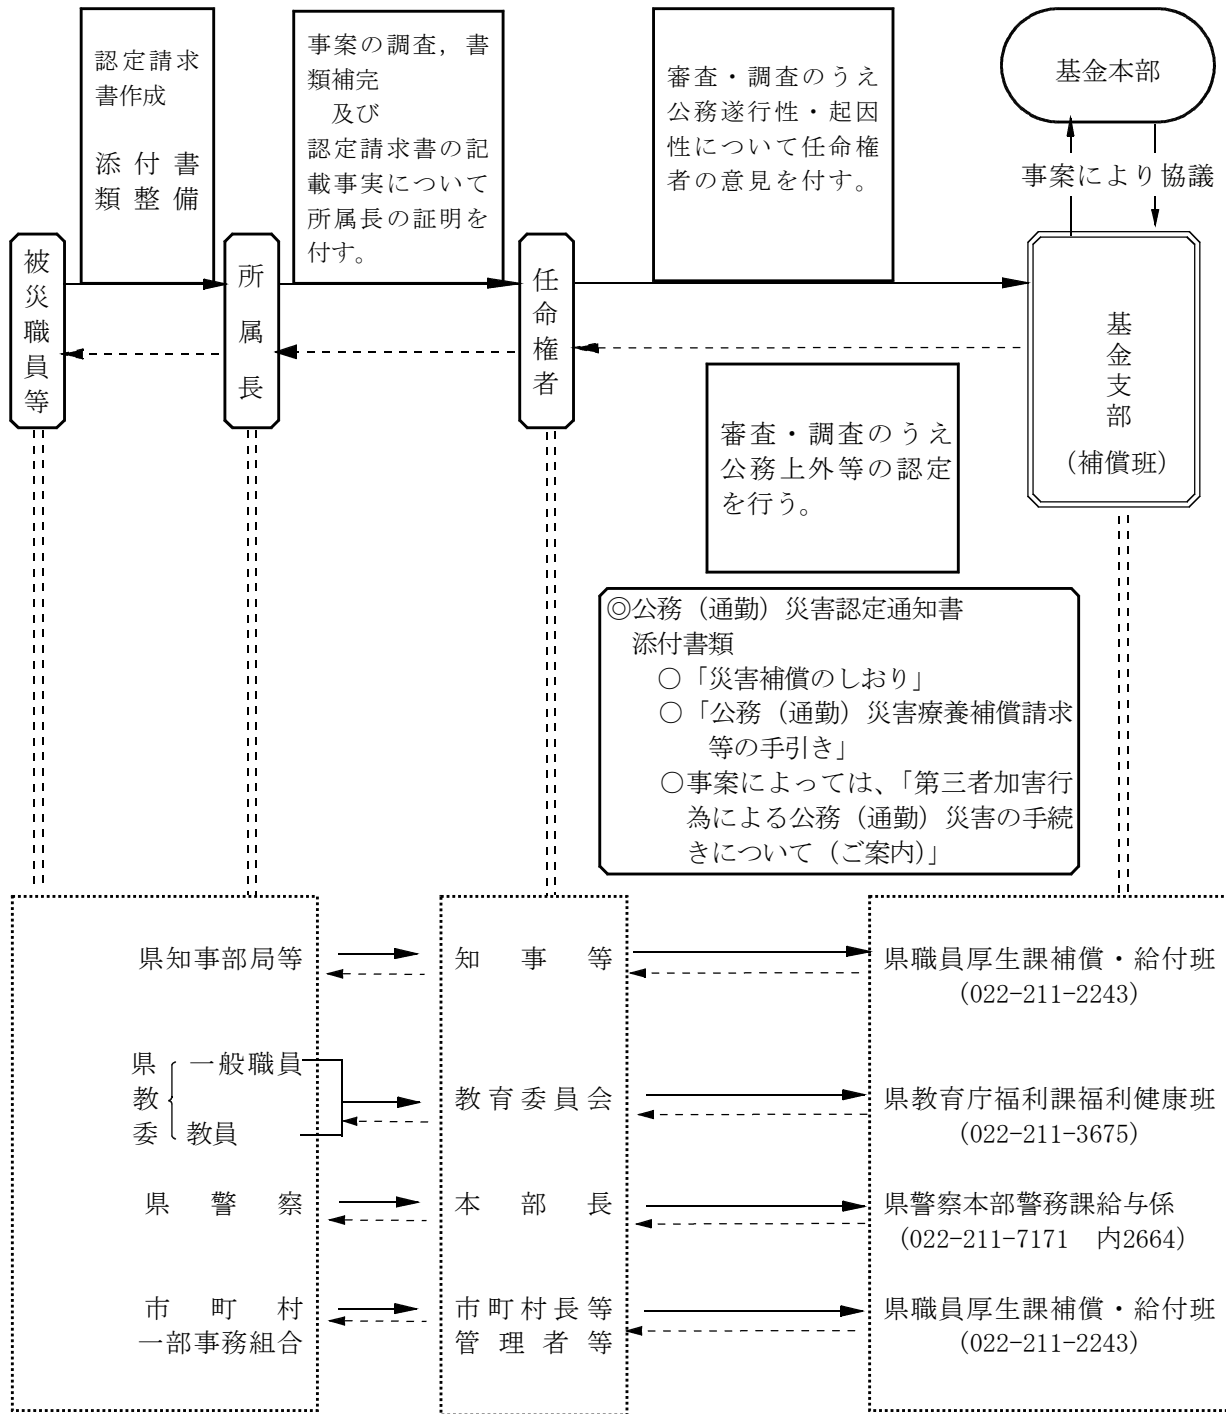 認定請求
書作成
添付書
類整備
事案の調査，書
類補完
及び
認定請求書の記
載事実について
所属長の証明を
付す。
審査・調査のうえ
公務遂行性・起因
性について任命権
者の意見を付す。
基金本部
事案により協議
被災職員等
所属長
任命権者
基金支部
（補償班）
審査・調査のうえ
公務上外等の認定
を行う。
◎公務（通勤）災害認定通知書
添付書類
○「災害補償のしおり」
○「公務（通勤）災害療養補償請求
等の手引き」
○事案によっては、「第三者加害行
為による公務（通勤）災害の手続
きについて（ご案内）」
県知事部局等
知事等
県職員厚生課補償・給付班
（022-211-2243）
県教委
一般職員
教員
教育委員会
県教育庁福利課福利健康班
（022-211-3675）
県警察
本部長
県警察本部警務課給与係
（022-211-7171　内2664）
市町村
一部事務組合
市町村長等
管理者等
県職員厚生課補償・給付班
（022-211-2243）